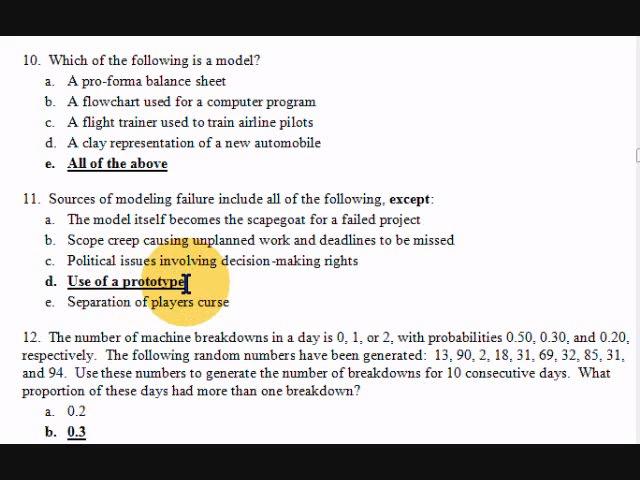 10. Which of the following is a model?
a. A pro-forma balance sheet
b. A flowchart used for a computer program
c. A flight trainer used to train airline pilots
d. A clay representation of a new automobile
e. All of the above
11. Sources of modeling failure include all of the following, except:
a. The model itself becomes the scapegoat for a failed project
b. Scope creep causing unplanned work and deadlines to be missed
c. Political issues involving decision-making rights
d. Use of a prototype
e. Separation of players curse
12. The number of machine breakdowns in a day is 0, 1, or 2, with probabilities 0.50, 0.30, and 0.20,
respectively. The following random numbers have been generated: 13, 90, 2, 18, 31, 69, 32, 85, 31,
and 94. Use these numbers to generate the number of breakdowns for 10 consecutive days. What
proportion of these days had more than one breakdown?
a. 0.2
b. 0.3